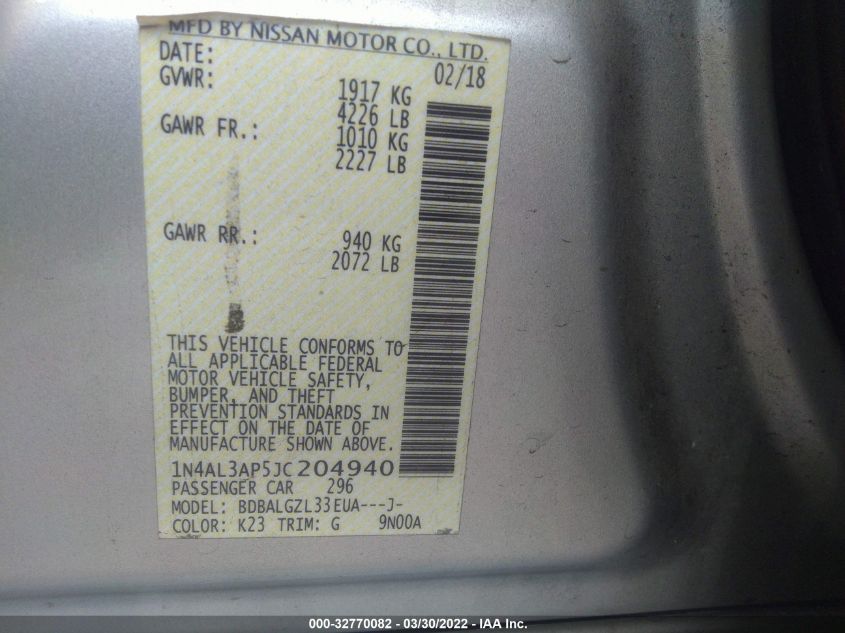 MFD BY NISSAN MOTOR CO., LTD.
DATE: 02/18
GVWR: 1917 KG
4226 LB
GAWR FR.: 1010 KG
2227 LB
GAWR RR.: 940 KG
2072 LB
THIS VEHICLE CONFORMS TO
ALL APPLICABLE FEDERAL
MOTOR VEHICLE SAFETY,
BUMPER, AND THEFT
PREVENTION STANDARDS IN
EFFECT ON THE DATE OF
MANUFACTURE SHOWN ABOVE.
1N4AL3AP5JC204940
PASSENGER CAR 296
MODEL: BDBALGZL33EUA---J-
COLOR: K23 TRIM: G 9N00A
000-32770082 - 03/30/2022 - IAA Inc.